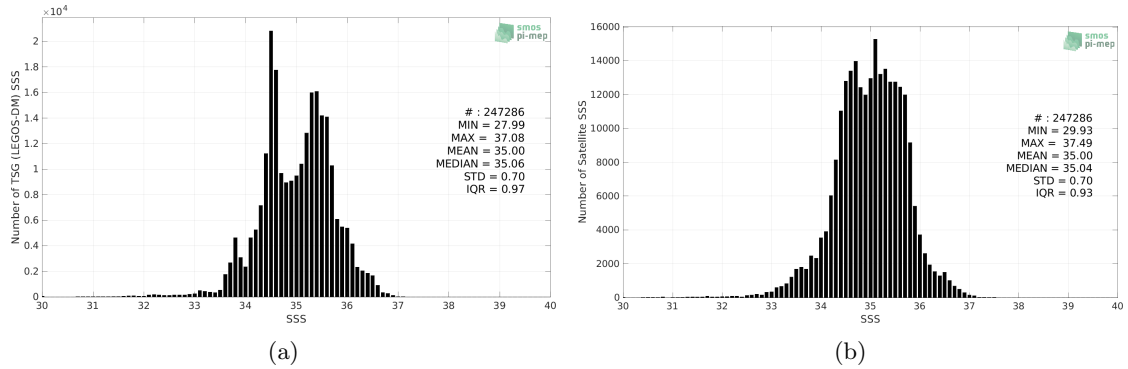 ×10⁴
2
1.8
1.6
1.4
1.2
1
0.8
0.6
0.4
0.2
0
30 31 32 33 34 35 36 37 38 39 40
SSS
Number of TSG (LEGOS-DM) SSS
smos
pi-mep
# : 247286
MIN = 27.99
MAX = 37.08
MEAN = 35.00
MEDIAN = 35.06
STD = 0.70
IQR = 0.97
(a)
16000
14000
12000
10000
8000
6000
4000
2000
0
30 31 32 33 34 35 36 37 38 39 40
SSS
Number of Satellite SSS
smos
pi-mep
# : 247286
MIN = 29.93
MAX = 37.49
MEAN = 35.00
MEDIAN = 35.04
STD = 0.70
IQR = 0.93
(b)